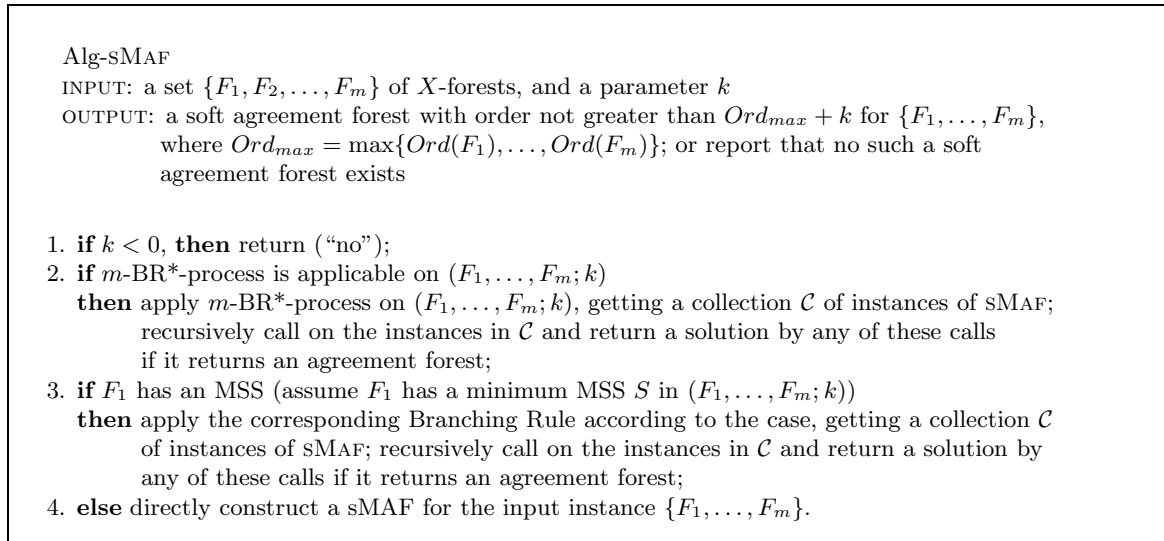 Alg-sMAF
INPUT: a set {F₁, F₂, . . . , Fₘ} of X-forests, and a parameter k
OUTPUT: a soft agreement forest with order not greater than Ordₘₐₓ + k for {F₁, . . . , Fₘ},
where Ordₘₐₓ = max{Ord(F₁), . . . , Ord(Fₘ)}; or report that no such a soft
agreement forest exists
1. if k < 0, then return (“no”);
2. if m-BR*-process is applicable on (F₁, . . . , Fₘ; k)
then apply m-BR*-process on (F₁, . . . , Fₘ; k), getting a collection 𝒞 of instances of sMAF;
recursively call on the instances in 𝒞 and return a solution by any of these calls
if it returns an agreement forest;
3. if F₁ has an MSS (assume F₁ has a minimum MSS S in (F₁, . . . , Fₘ; k))
then apply the corresponding Branching Rule according to the case, getting a collection 𝒞
of instances of sMAF; recursively call on the instances in 𝒞 and return a solution by
any of these calls if it returns an agreement forest;
4. else directly construct a sMAF for the input instance {F₁, . . . , Fₘ}.